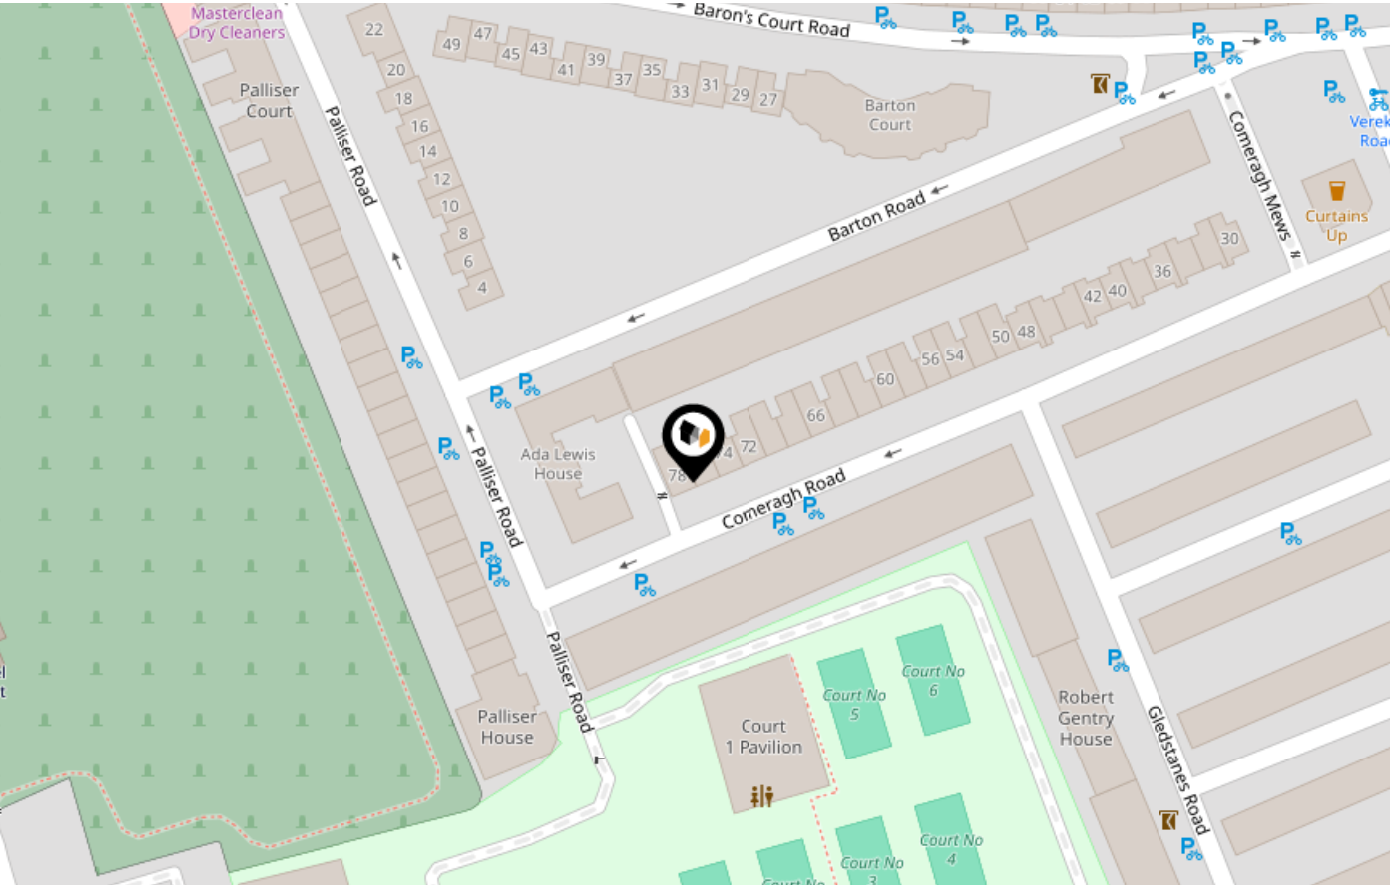 Masterclean
Dry Cleaners
Baron's Court Road
22
49
47
45
43
41
39
37
35
33
31
29
27
20
18
16
14
12
10
8
6
4
Palliser
Court
Palliser Road
Barton
Court
Barton Road
Comeragh Mews
Curtains
Up
30
36
42
40
50
48
56
54
60
66
72
78
Ada Lewis
House
Palliser Road
Comeragh Road
Palliser Road
Palliser
House
Court
1 Pavilion
Court No
5
Court No
6
Court No
3
Court No
4
Robert
Gentry
House
Gledstanes Road